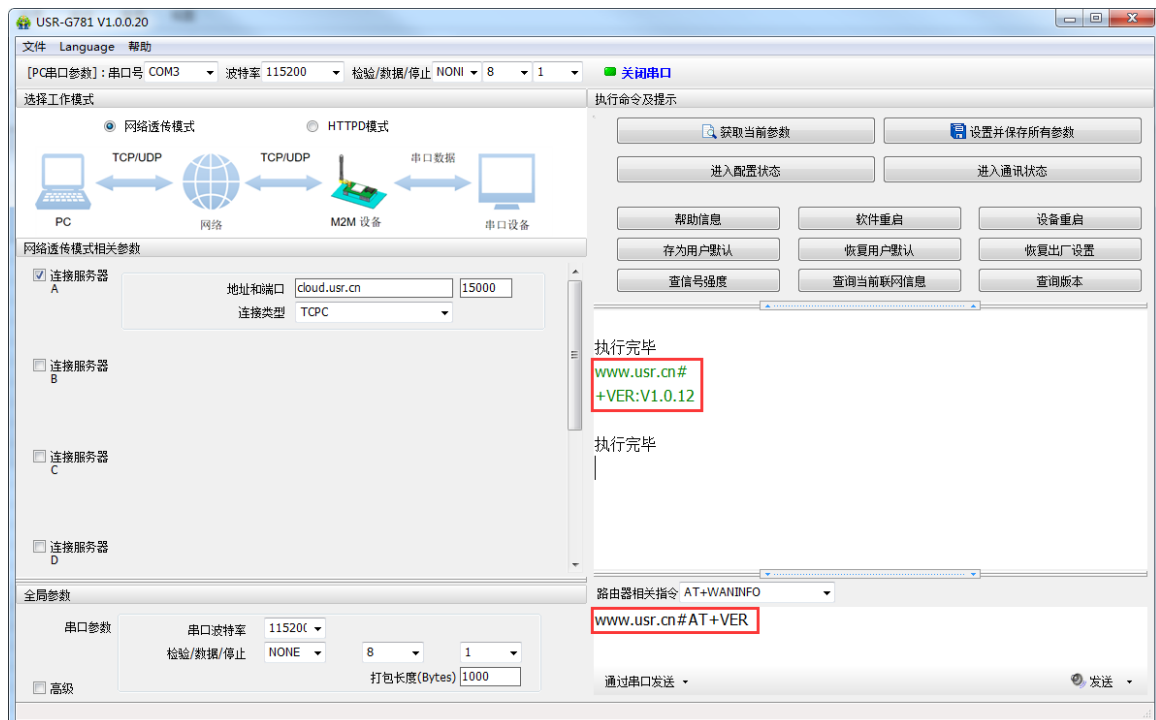 USR-G781 V1.0.0.20
文件 Language 帮助
[PC串口参数]：串口号 COM3 波特率 115200 检验/数据/停止 NONI 8 1 关闭串口
选择工作模式
网络透传模式 HTTPD模式
TCP/UDP TCP/UDP 串口数据
PC 网络 M2M 设备 串口设备
网络透传模式相关参数
连接服务器
A
地址和端口 cloud.usr.cn 15000
连接类型 TCPC
连接服务器
B
连接服务器
C
连接服务器
D
全局参数
串口参数 串口波特率 11520(
检验/数据/停止 NONE 8 1
打包长度(Bytes) 1000
高级
执行命令及提示
获取当前参数 设置并保存所有参数
进入配置状态 进入通讯状态
帮助信息 软件重启 设备重启
存为用户默认 恢复用户默认 恢复出厂设置
查信号强度 查询当前联网信息 查询版本
执行完毕
www.usr.cn#
+VER:V1.0.12
执行完毕
路由器相关指令 AT+WANINFO
www.usr.cn#AT+VER
通过串口发送 发送